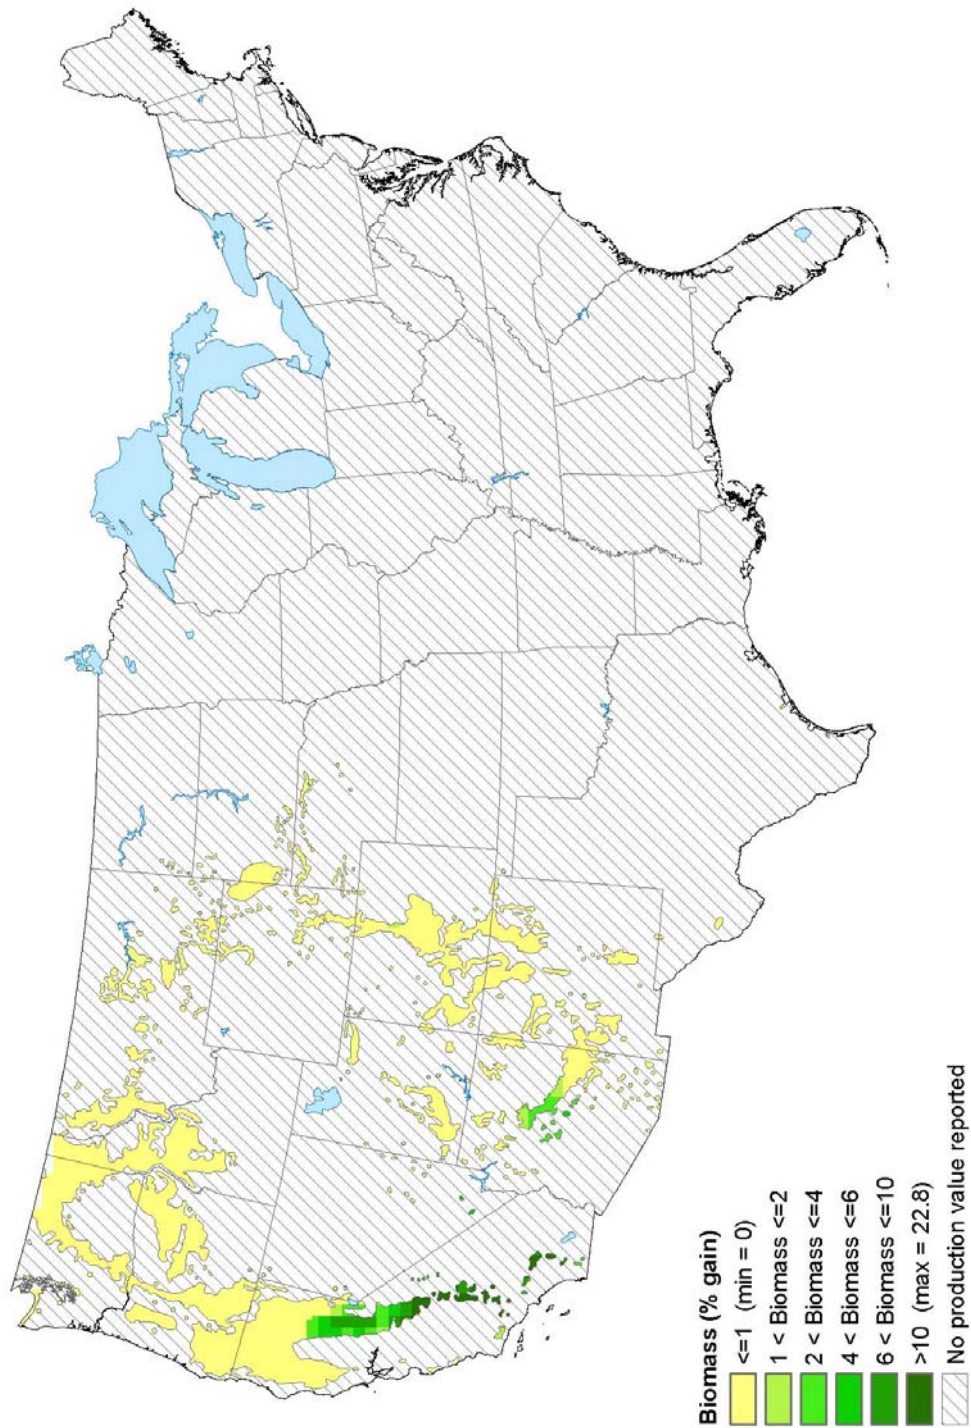 Biomass (% gain)
<=1 (min = 0)
1 < Biomass <=2
2 < Biomass <=4
4 < Biomass <=6
6 < Biomass <=10
>10 (max = 22.8)
No production value reported